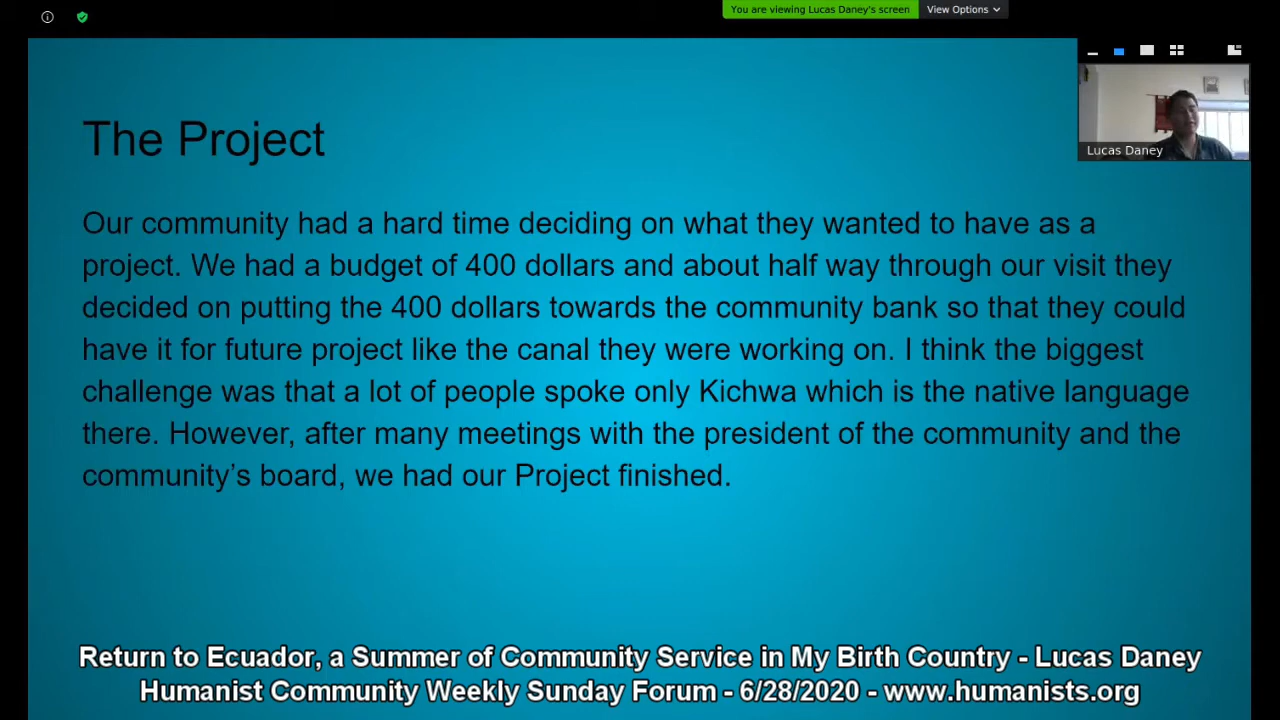 You are viewing Lucas Daney's screen
View Options
Lucas Daney
The Project
Our community had a hard time deciding on what they wanted to have as a
project. We had a budget of 400 dollars and about half way through our visit they
decided on putting the 400 dollars towards the community bank so that they could
have it for future project like the canal they were working on. I think the biggest
challenge was that a lot of people spoke only Kichwa which is the native language
there. However, after many meetings with the president of the community and the
community’s board, we had our Project finished.
Return to Ecuador, a Summer of Community Service in My Birth Country - Lucas Daney
Humanist Community Weekly Sunday Forum - 6/28/2020 - www.humanists.org